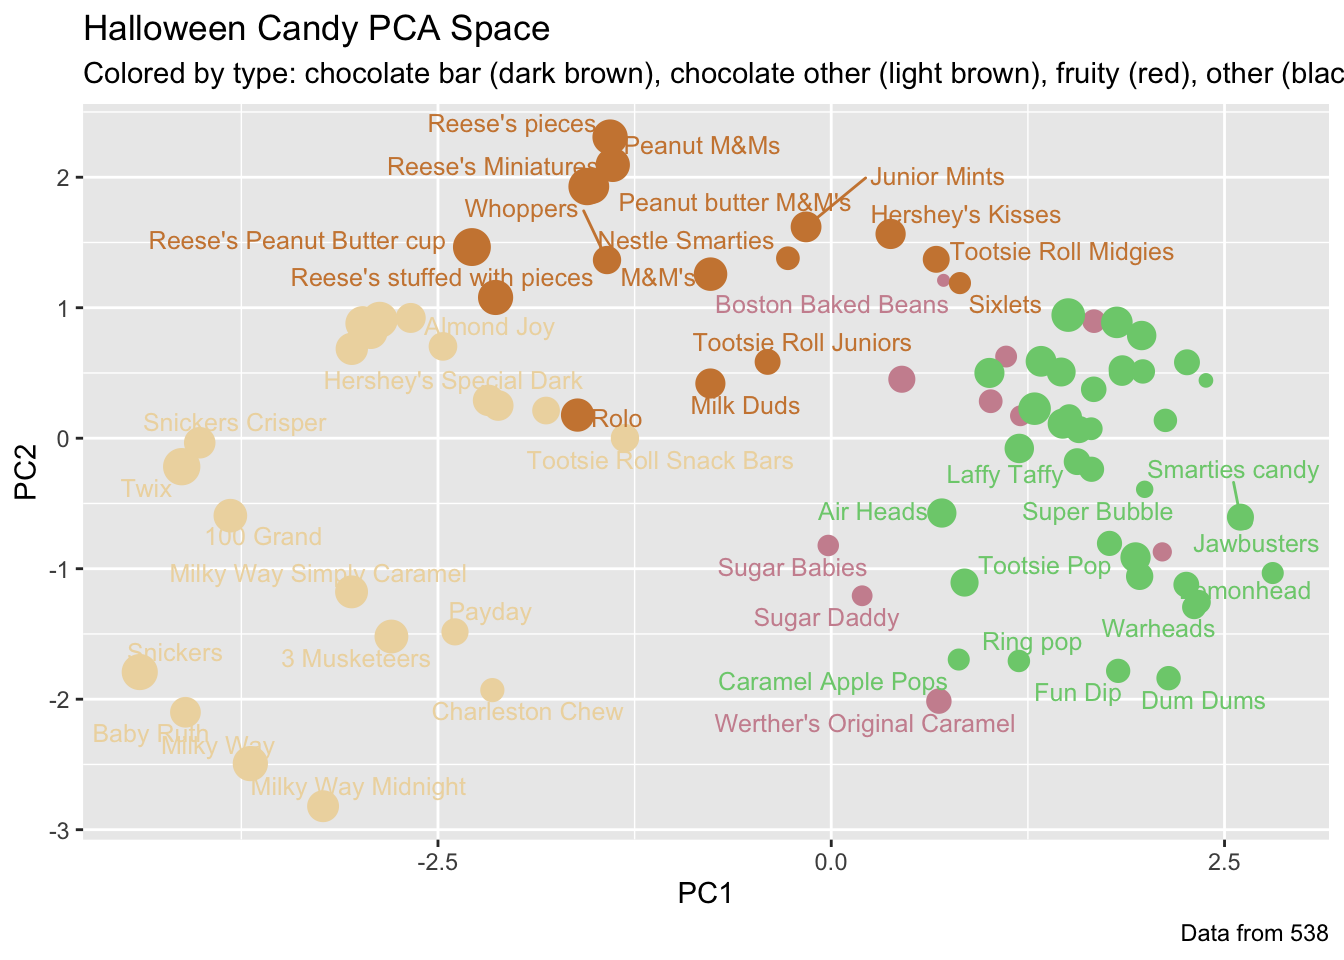 Halloween Candy PCA Space
Colored by type: chocolate bar (dark brown), chocolate other (light brown), fruity (red), other (blac
Reese's pieces
Peanut M&Ms
Reese's Miniatures
Junior Mints
Peanut butter M&M's
Whoppers
Hershey's Kisses
Reese's Peanut Butter cup
Nestle Smarties
Tootsie Roll Midgies
Reese's stuffed with pieces
M&M's
Boston Baked Beans
Sixlets
Almond Joy
Tootsie Roll Juniors
Hershey's Special Dark
Milk Duds
Snickers Crisper
Rolo
Tootsie Roll Snack Bars
Laffy Taffy
Smarties candy
Twix
Air Heads
Super Bubble
100 Grand
Jawbusters
Sugar Babies
Tootsie Pop
Milky Way Simply Caramel
Lemonhead
Payday
Sugar Daddy
Warheads
Ring pop
Snickers
3 Musketeers
Caramel Apple Pops
Fun Dip
Dum Dums
Charleston Chew
Werther's Original Caramel
Baby Ruth
Milky Way
Milky Way Midnight
2
1
0
-1
-2
-3
PC2
-2.5
0.0
2.5
PC1
Data from 538